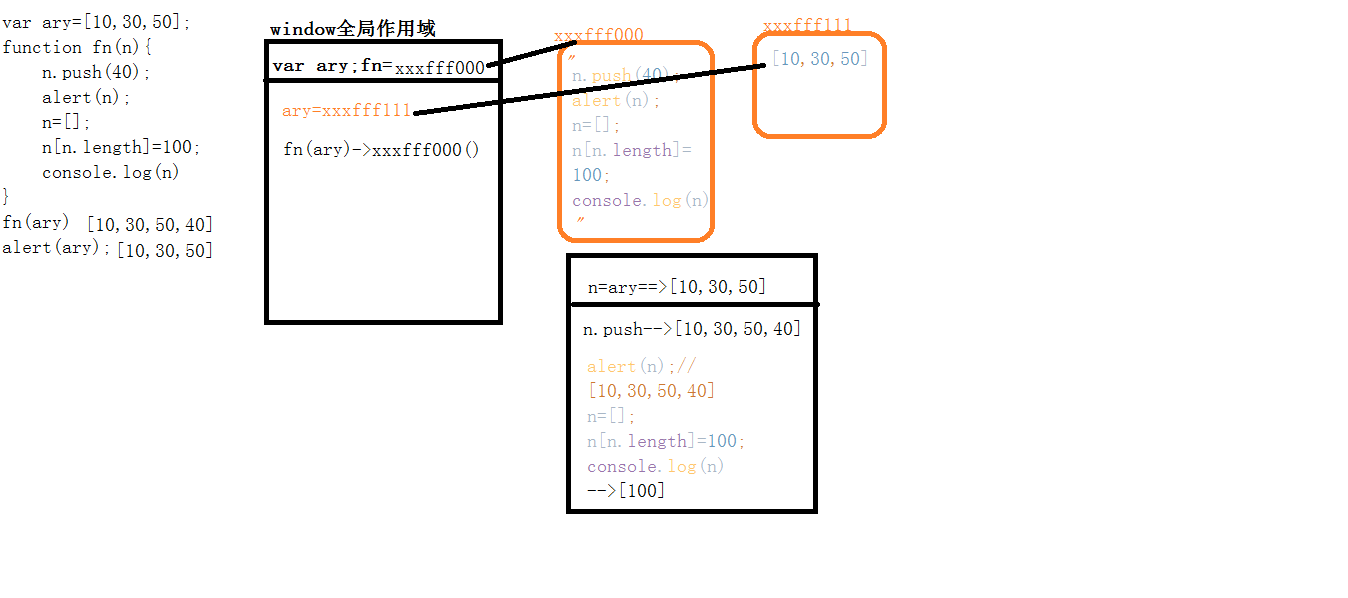 var ary=[10,30,50];
function fn(n){
    n.push(40);
    alert(n);
    n=[];
    n[n.length]=100;
    console.log(n)
}
fn(ary) [10,30,50,40]
alert(ary);[10,30,50]
window全局作用域
var ary;fn=xxxfff000
ary=xxxfff111
fn(ary)->xxxfff000()
xxxfff000
"
n.push(40);
alert(n);
n=[];
n[n.length]=
100;
console.log(n)
"
xxxfff111
[10,30,50]
n=ary==>[10,30,50]
n.push-->[10,30,50,40]
alert(n);//
[10,30,50,40]
n=[];
n[n.length]=100;
console.log(n)
-->[100]